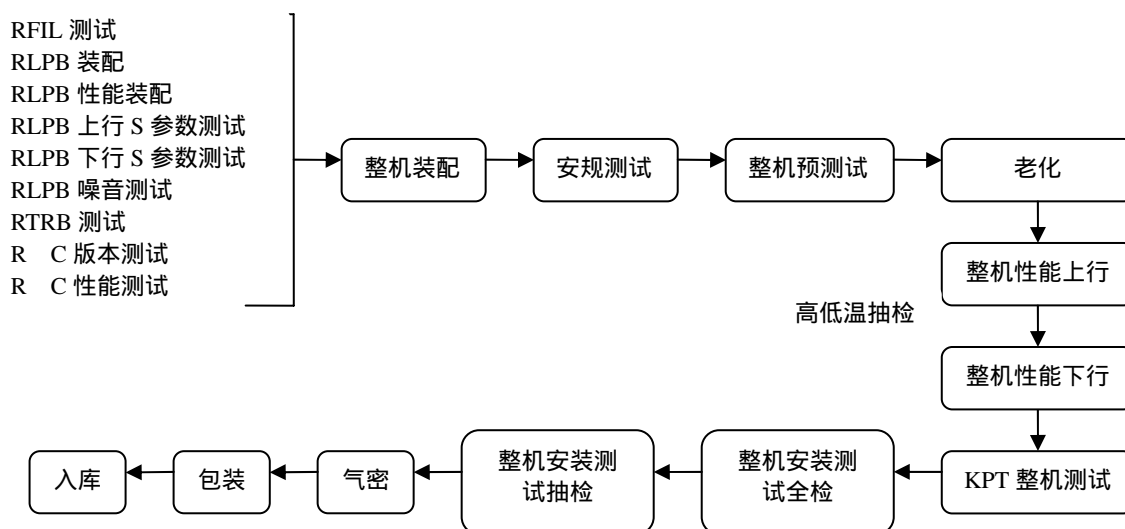 RFIL 测试
RLPB 装配
RLPB 性能装配
RLPB 上行 S 参数测试
RLPB 下行 S 参数测试
RLPB 噪音测试
RTRB 测试
R C 版本测试
R C 性能测试
整机装配
安规测试
整机预测试
老化
整机性能上行
高低温抽检
整机性能下行
KPT 整机测试
整机安装测
试全检
整机安装测
试抽检
气密
包装
入库